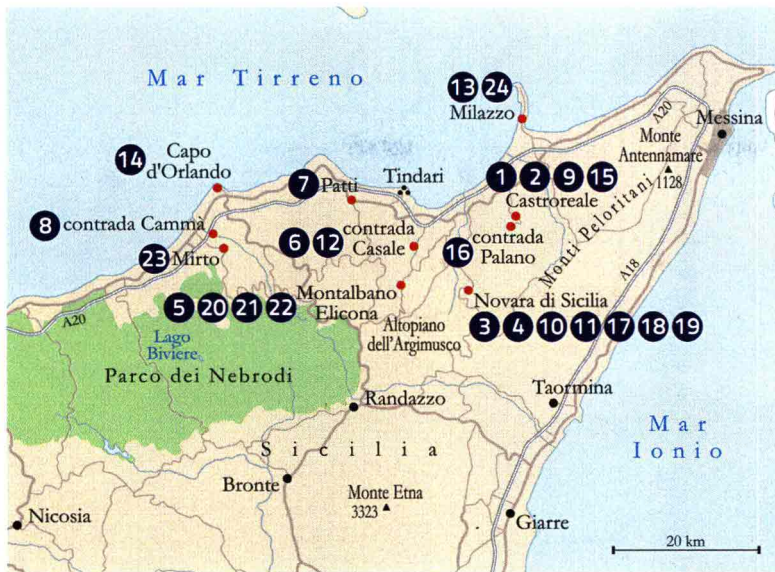 Mar Tirreno
13 24
Milazzo
A20
Messina
Monte
Antennamare
1128
14
Capo
d'Orlando
7 Patti
Tindari
1 2 9 15
Castroreale
8 contrada Cammà
6 12 contrada
Casale
16 contrada
Palano
Monti Peloritani
23 Mirto
A18
5 20 21 22
Montalbano
Elicona
Novara di Sicilia
3 4 10 11 17 18 19
A20
Lago
Biviere
Altopiano
dell'Argimusco
Parco dei Nebrodi
Randazzo
Taormina
Mar
Ionio
Sicilia
Bronte
Monte Etna
3323
Nicosia
Giarre
20 km